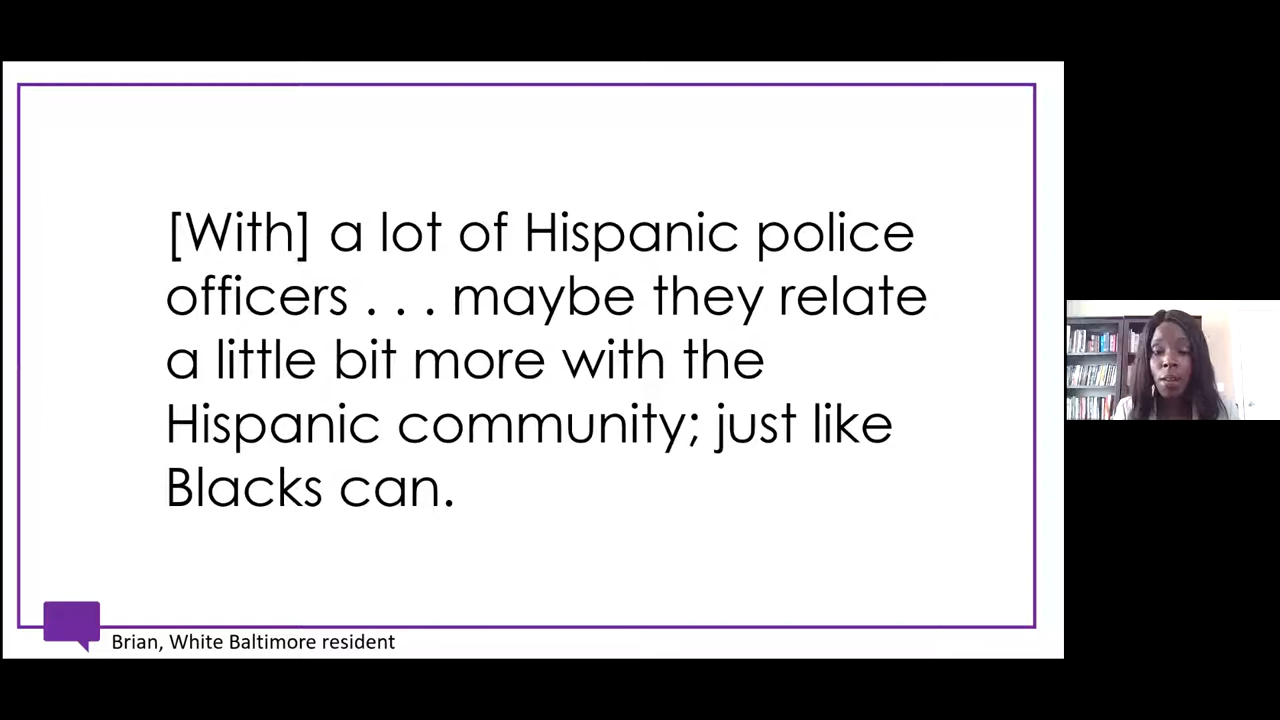 [With] a lot of Hispanic police
officers . . . maybe they relate
a little bit more with the
Hispanic community; just like
Blacks can.
Brian, White Baltimore resident